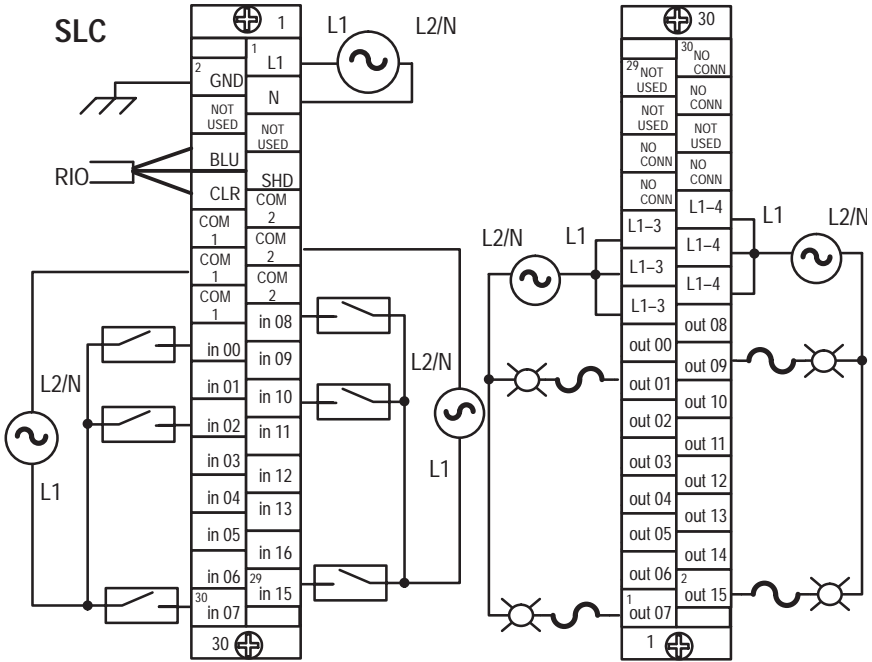 SLC
1
L1
L2/N
1
L1
2
GND
N
NOT
USED
NOT
USED
RIO
BLU
SHD
CLR
COM
2
COM
1
COM
2
COM
1
COM
2
COM
1
in 08
in 00
in 09
in 01
in 10
in 02
in 11
in 03
in 12
in 04
in 13
in 05
in 16
in 06
29
in 15
30
in 07
30
L2/N
L1
L2/N
L1
30
30
NO
CONN
29
NOT
USED
NO
CONN
NOT
USED
NOT
USED
NO
CONN
NO
CONN
NO
CONN
L1–4
L1–3
L1–4
L1–3
L1–4
L1–3
L2/N
L1
L1
L2/N
out 08
out 00
out 09
out 01
out 10
out 02
out 11
out 03
out 12
out 04
out 13
out 05
out 14
out 06
2
out 15
1
out 07
1